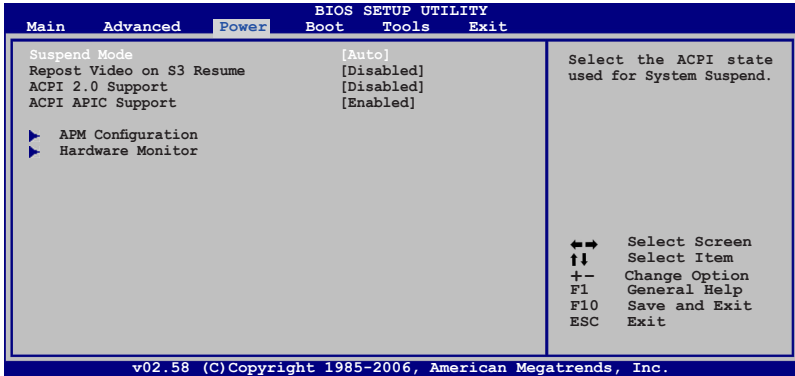 BIOS SETUP UTILITY
Main Advanced Power Boot Tools Exit
Suspend Mode [Auto]
Repost Video on S3 Resume [Disabled]
ACPI 2.0 Support [Disabled]
ACPI APIC Support [Enabled]
APM Configuration
Hardware Monitor
Select the ACPI state
used for System Suspend.
←→ Select Screen
↑↓ Select Item
+- Change Option
F1 General Help
F10 Save and Exit
ESC Exit
v02.58 (C)Copyright 1985-2006, American Megatrends, Inc.